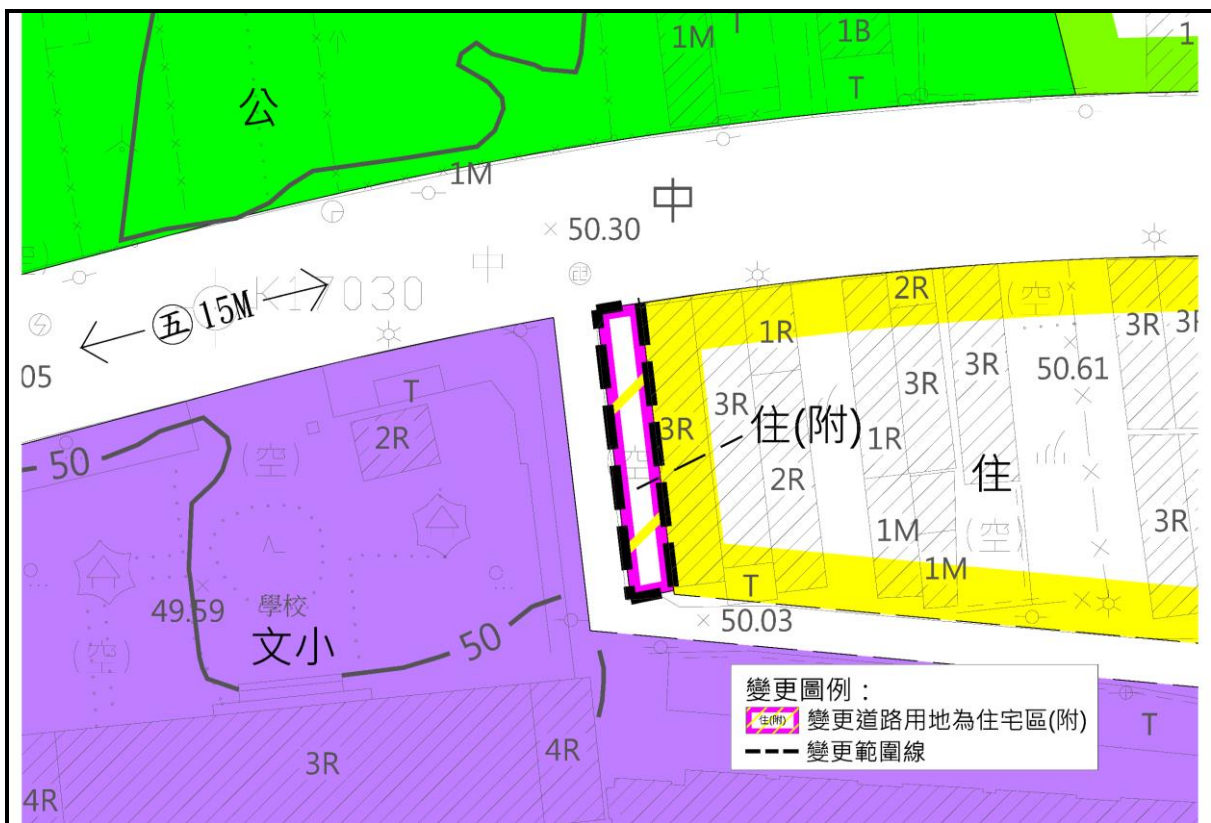 1M
T
1B
T
1
公
1M
中
× 50.30
中
配
K17030
五 15M
05
2R
(空)
3R
3R
1R
3R
3R
3R
50.61
T
50
2R
(空)
3R
住(附)
1R
(空)
2R
住
1M
(空)
3R
1M
T
49.59
學校
文小
50
(空)
× 50.03
變更圖例：
住(附) 變更道路用地為住宅區(附)
變更範圍線
T
3R
4R
4R